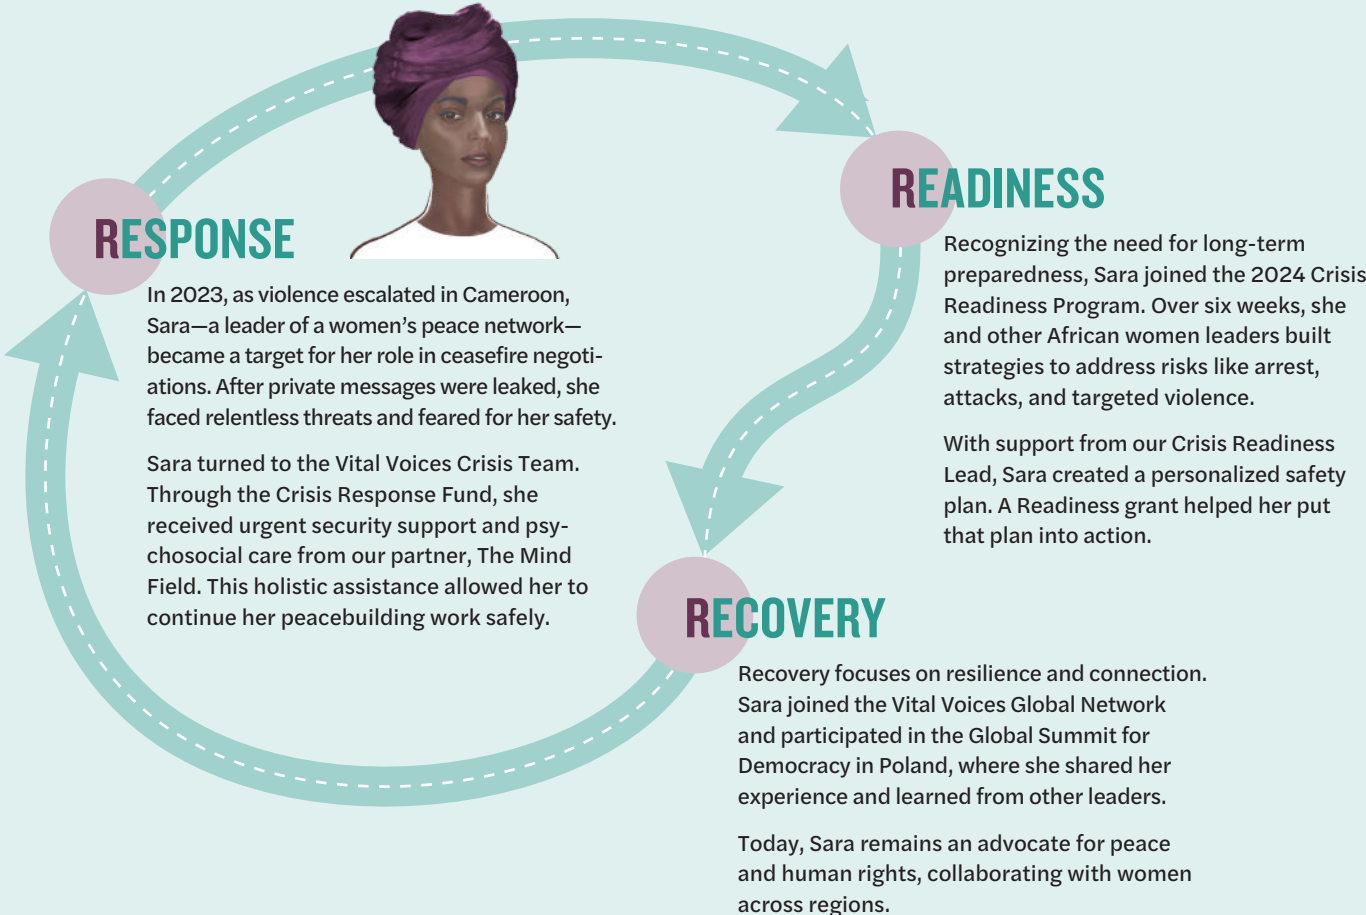 RESPONSE
In 2023, as violence escalated in Cameroon,
Sara—a leader of a women’s peace network—
became a target for her role in ceasefire negoti-
ations. After private messages were leaked, she
faced relentless threats and feared for her safety.
Sara turned to the Vital Voices Crisis Team.
Through the Crisis Response Fund, she
received urgent security support and psy-
chosocial care from our partner, The Mind
Field. This holistic assistance allowed her to
continue her peacebuilding work safely.
READINESS
Recognizing the need for long-term
preparedness, Sara joined the 2024 Crisis
Readiness Program. Over six weeks, she
and other African women leaders built
strategies to address risks like arrest,
attacks, and targeted violence.
With support from our Crisis Readiness
Lead, Sara created a personalized safety
plan. A Readiness grant helped her put
that plan into action.
RECOVERY
Recovery focuses on resilience and connection.
Sara joined the Vital Voices Global Network
and participated in the Global Summit for
Democracy in Poland, where she shared her
experience and learned from other leaders.
Today, Sara remains an advocate for peace
and human rights, collaborating with women
across regions.